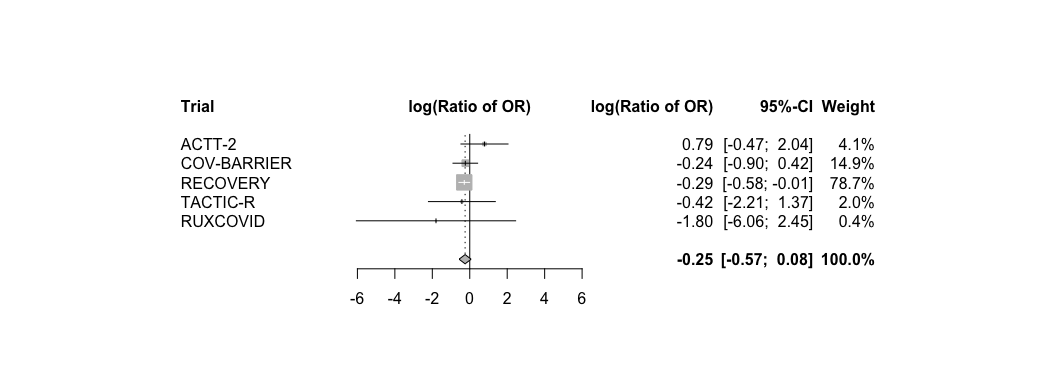 Trial log(Ratio of OR) log(Ratio of OR) 95%-CI Weight
ACTT-2 0.79 [-0.47; 2.04] 4.1%
COV-BARRIER -0.24 [-0.90; 0.42] 14.9%
RECOVERY -0.29 [-0.58; -0.01] 78.7%
TACTIC-R -0.42 [-2.21; 1.37] 2.0%
RUXCOVID -1.80 [-6.06; 2.45] 0.4%
-0.25 [-0.57; 0.08] 100.0%
-6 -4 -2 0 2 4 6